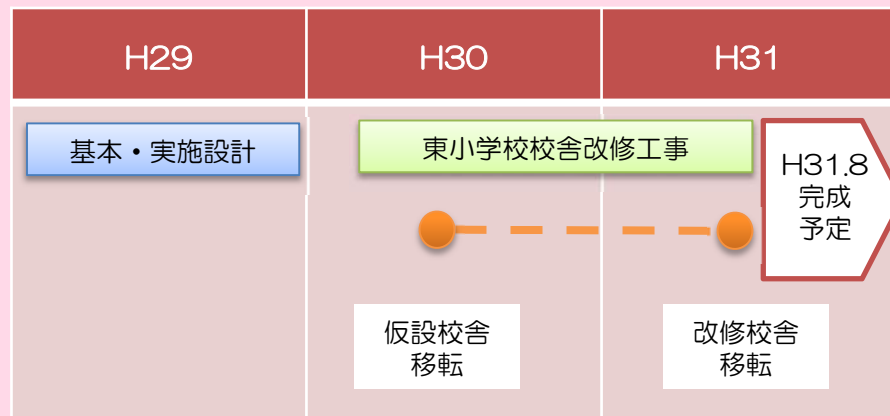 H29
H30
H31
基本・実施設計
東小学校校舎改修工事
H31.8
完成
予定
仮設校舎
移転
改修校舎
移転